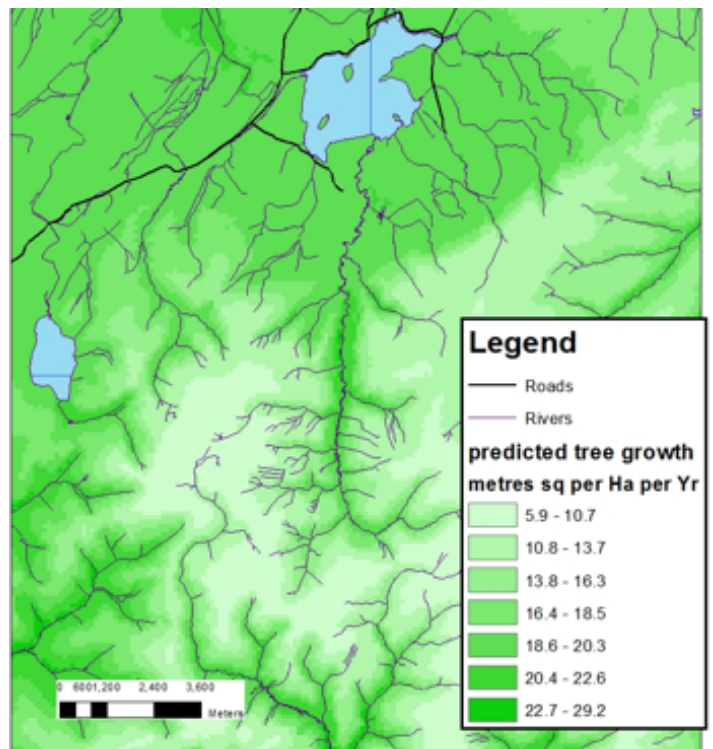 Legend
Roads
Rivers
predicted tree growth
metres sq per Ha per Yr
5.9 - 10.7
10.8 - 13.7
13.8 - 16.3
16.4 - 18.5
18.6 - 20.3
20.4 - 22.6
22.7 - 29.2
0 6001,200 2,400 3,600
Meters